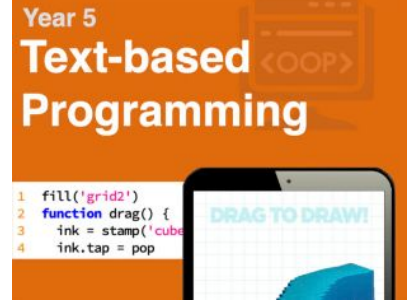 Year 5
Text-based
<OOP>
Programming
1 fill('grid2')
2 function drag() {
3 ink = stamp('cube
4 ink.tap = pop
DRAG TO DRAW!